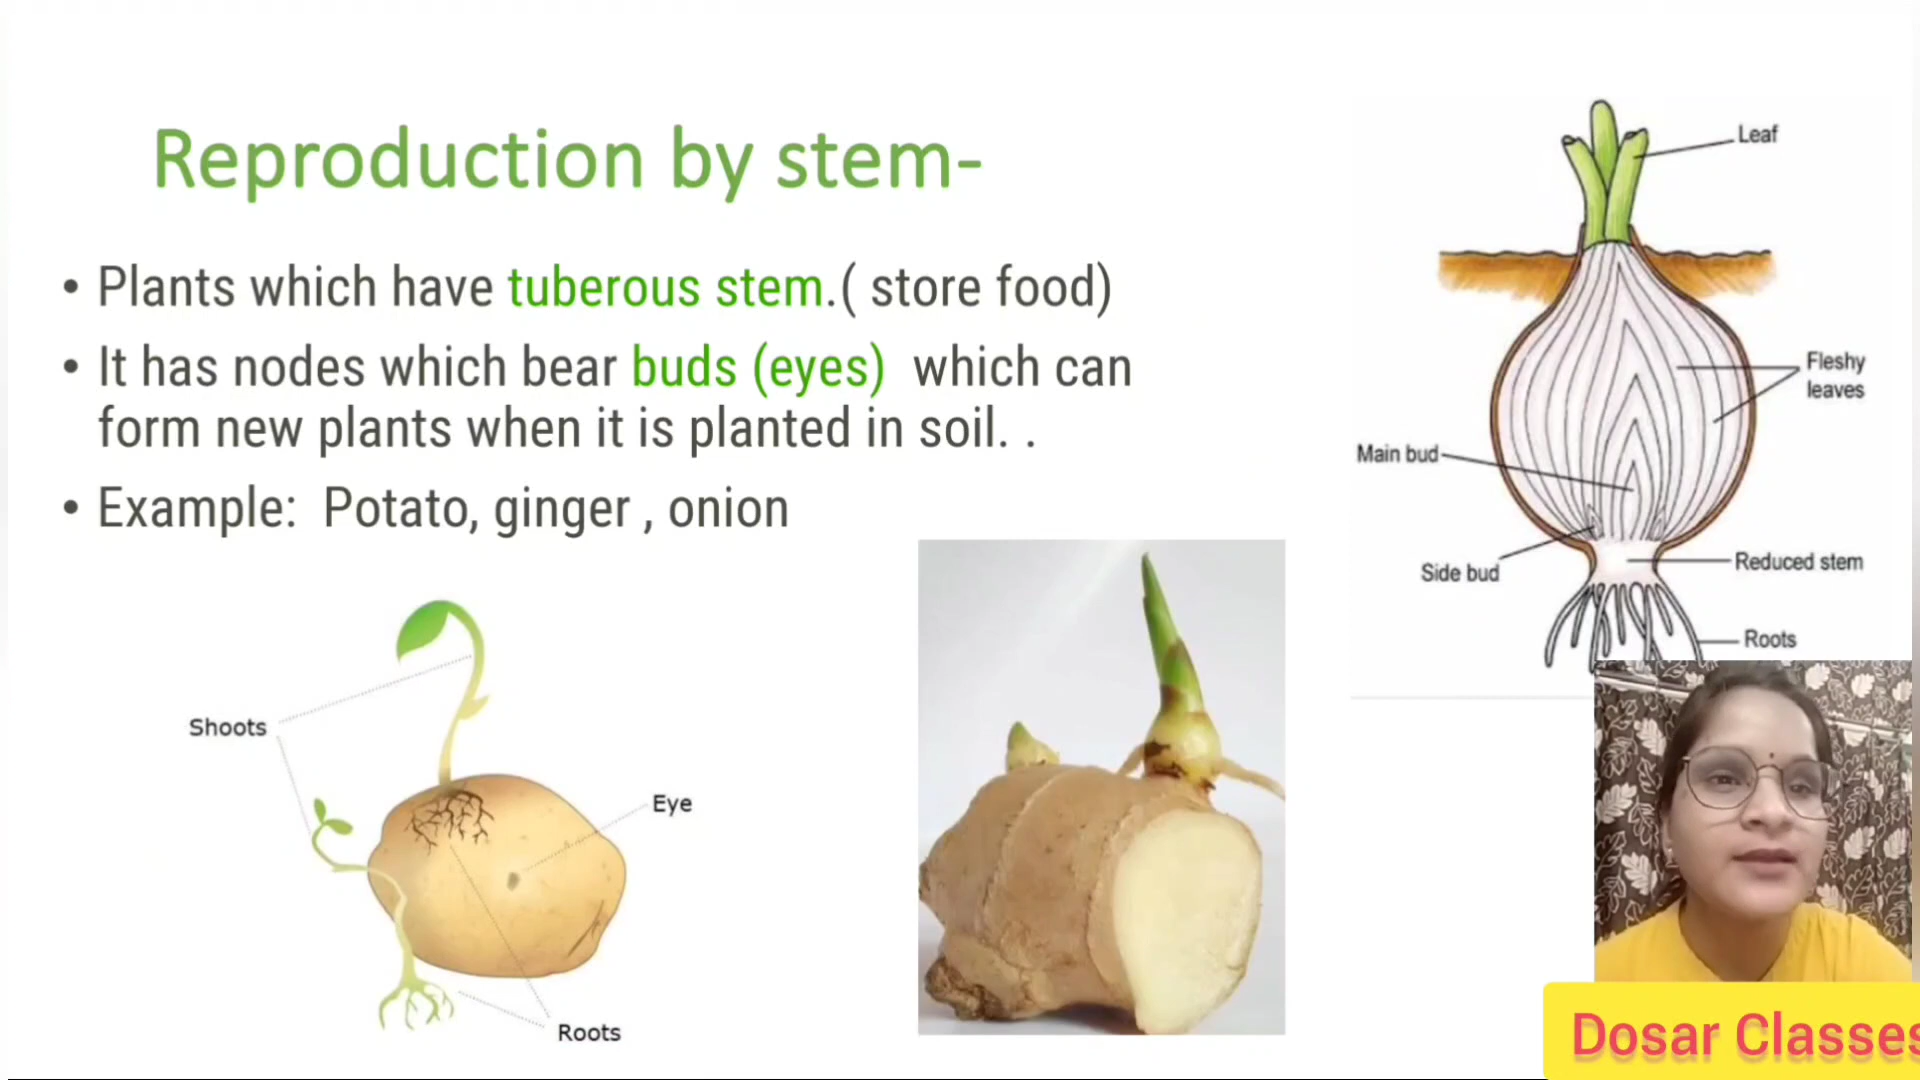 Reproduction by stem-
• Plants which have tuberous stem.( store food)
• It has nodes which bear buds (eyes) which can
form new plants when it is planted in soil. .
• Example: Potato, ginger , onion
Leaf
Fleshy
leaves
Main bud
Side bud
Reduced stem
Roots
Shoots
Eye
Roots
Dosar Classes